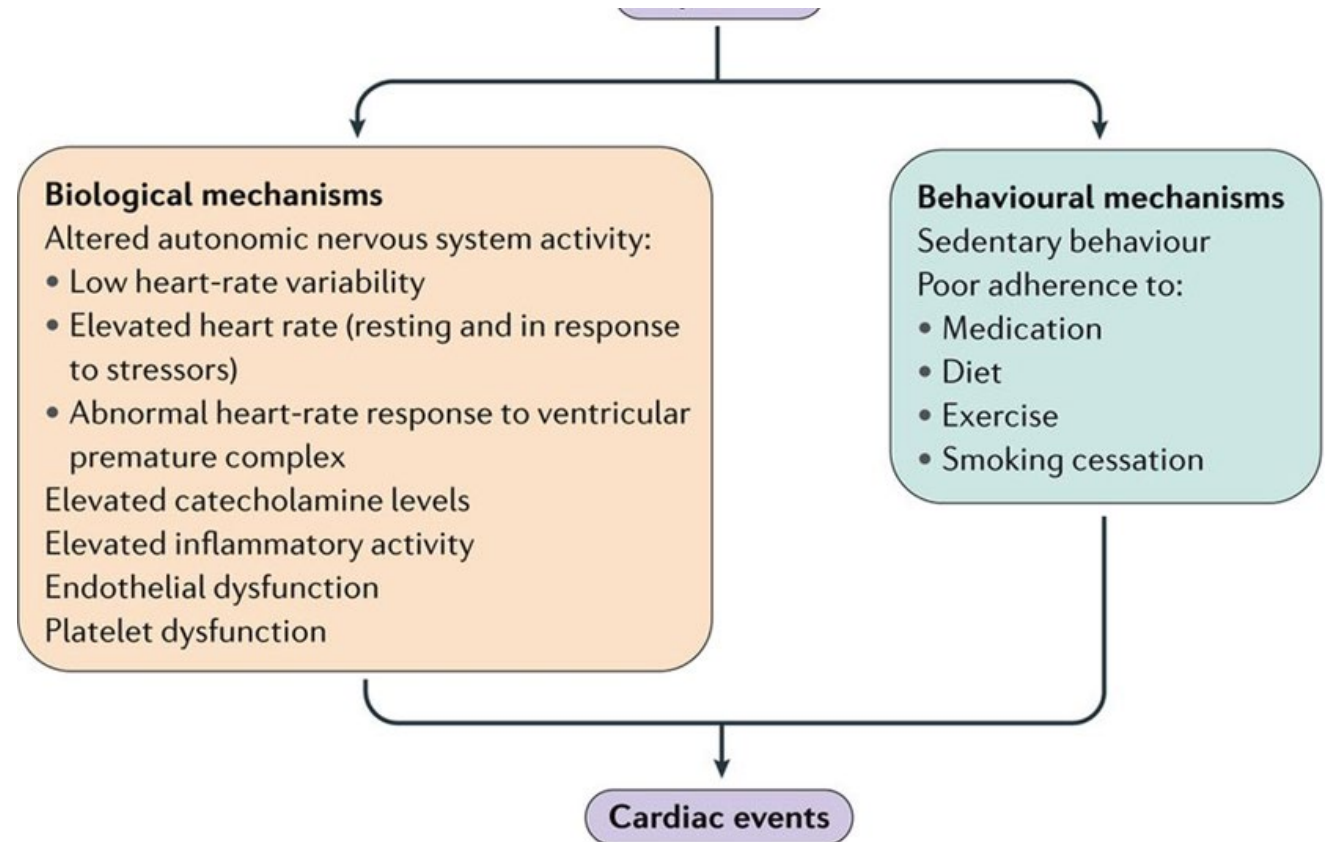 Biological mechanisms
Altered autonomic nervous system activity:
• Low heart-rate variability
• Elevated heart rate (resting and in response
to stressors)
• Abnormal heart-rate response to ventricular
premature complex
Elevated catecholamine levels
Elevated inflammatory activity
Endothelial dysfunction
Platelet dysfunction
Behavioural mechanisms
Sedentary behaviour
Poor adherence to:
• Medication
• Diet
• Exercise
• Smoking cessation
Cardiac events